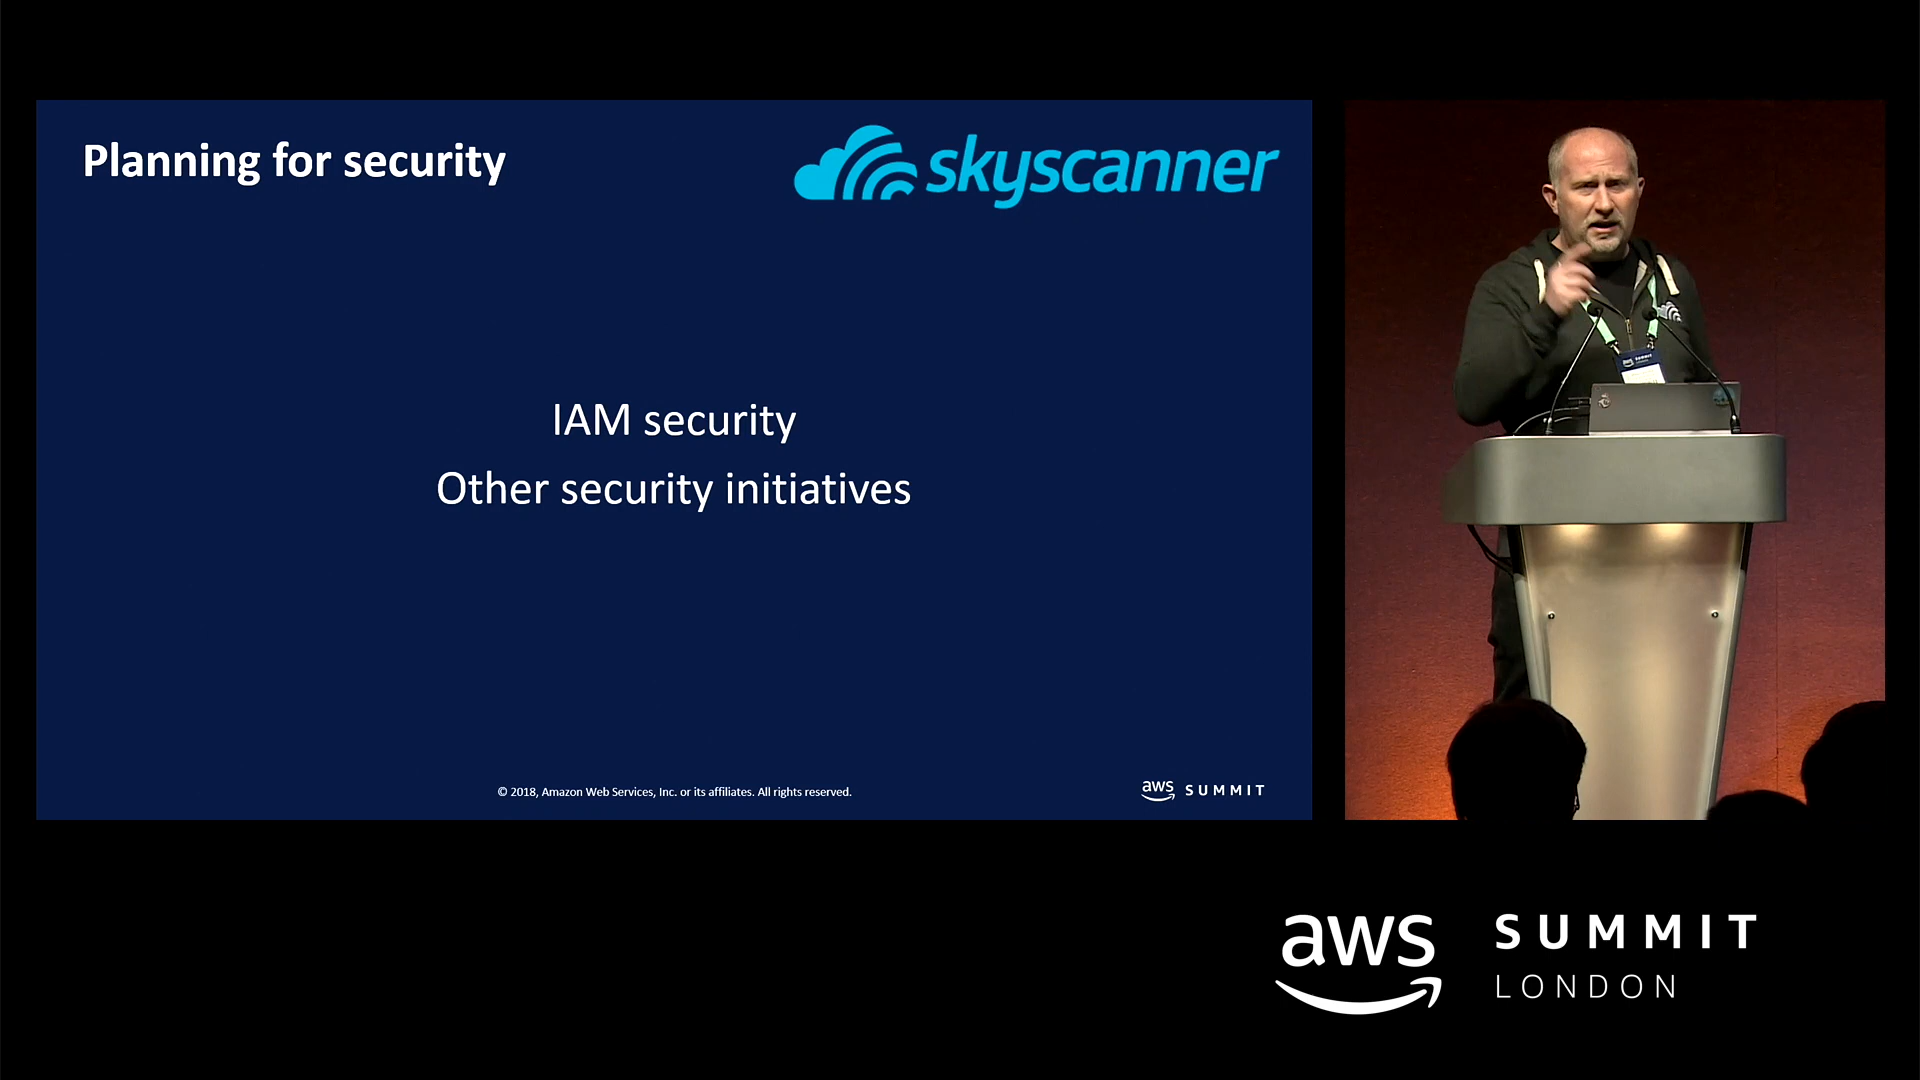 Planning for security
skyscanner
IAM security
Other security initiatives
© 2018, Amazon Web Services, Inc. or its affiliates. All rights reserved.
aws SUMMIT
aws SUMMIT
LONDON